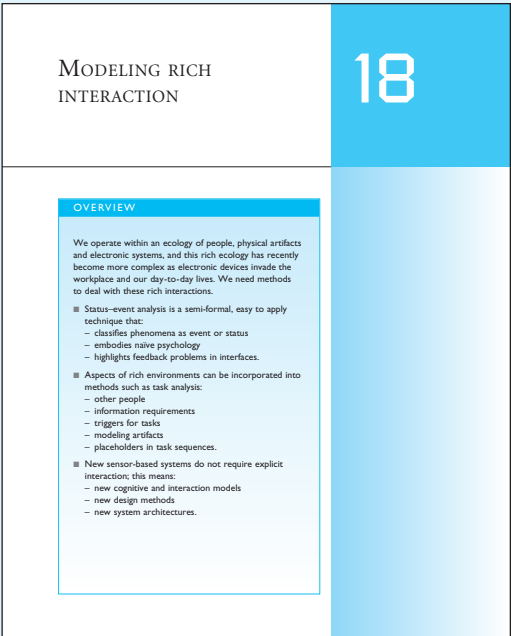 MODELING RICH
INTERACTION
18
OVERVIEW
We operate within an ecology of people, physical artifacts
and electronic systems, and this rich ecology has recently
become more complex as electronic devices invade the
workplace and our day-to-day lives. We need methods
to deal with these rich interactions.
■ Status–event analysis is a semi-formal, easy to apply
technique that:
– classifies phenomena as event or status
– embodies naïve psychology
– highlights feedback problems in interfaces.
■ Aspects of rich environments can be incorporated into
methods such as task analysis:
– other people
– information requirements
– triggers for tasks
– modeling artifacts
– placeholders in task sequences.
■ New sensor-based systems do not require explicit
interaction; this means:
– new cognitive and interaction models
– new design methods
– new system architectures.